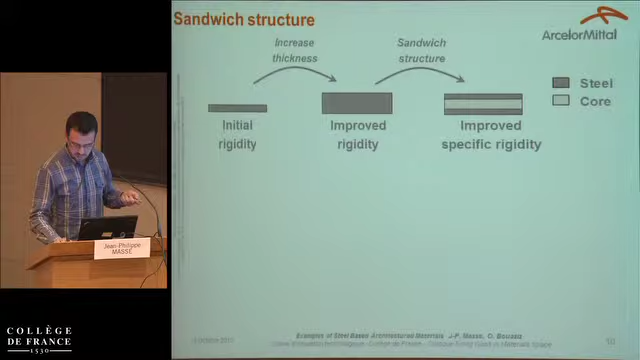 Sandwich structure
ArcelorMittal
Increase
thickness
Sandwich
structure
Steel
Core
Initial
rigidity
Improved
rigidity
Improved
specific rigidity
Jean-Philippe
MASSÉ
COLLÈGE
DE FRANCE
1530
Examples of Steel Based Architectured Materials J-P. Masse, O. Bouaziz
10